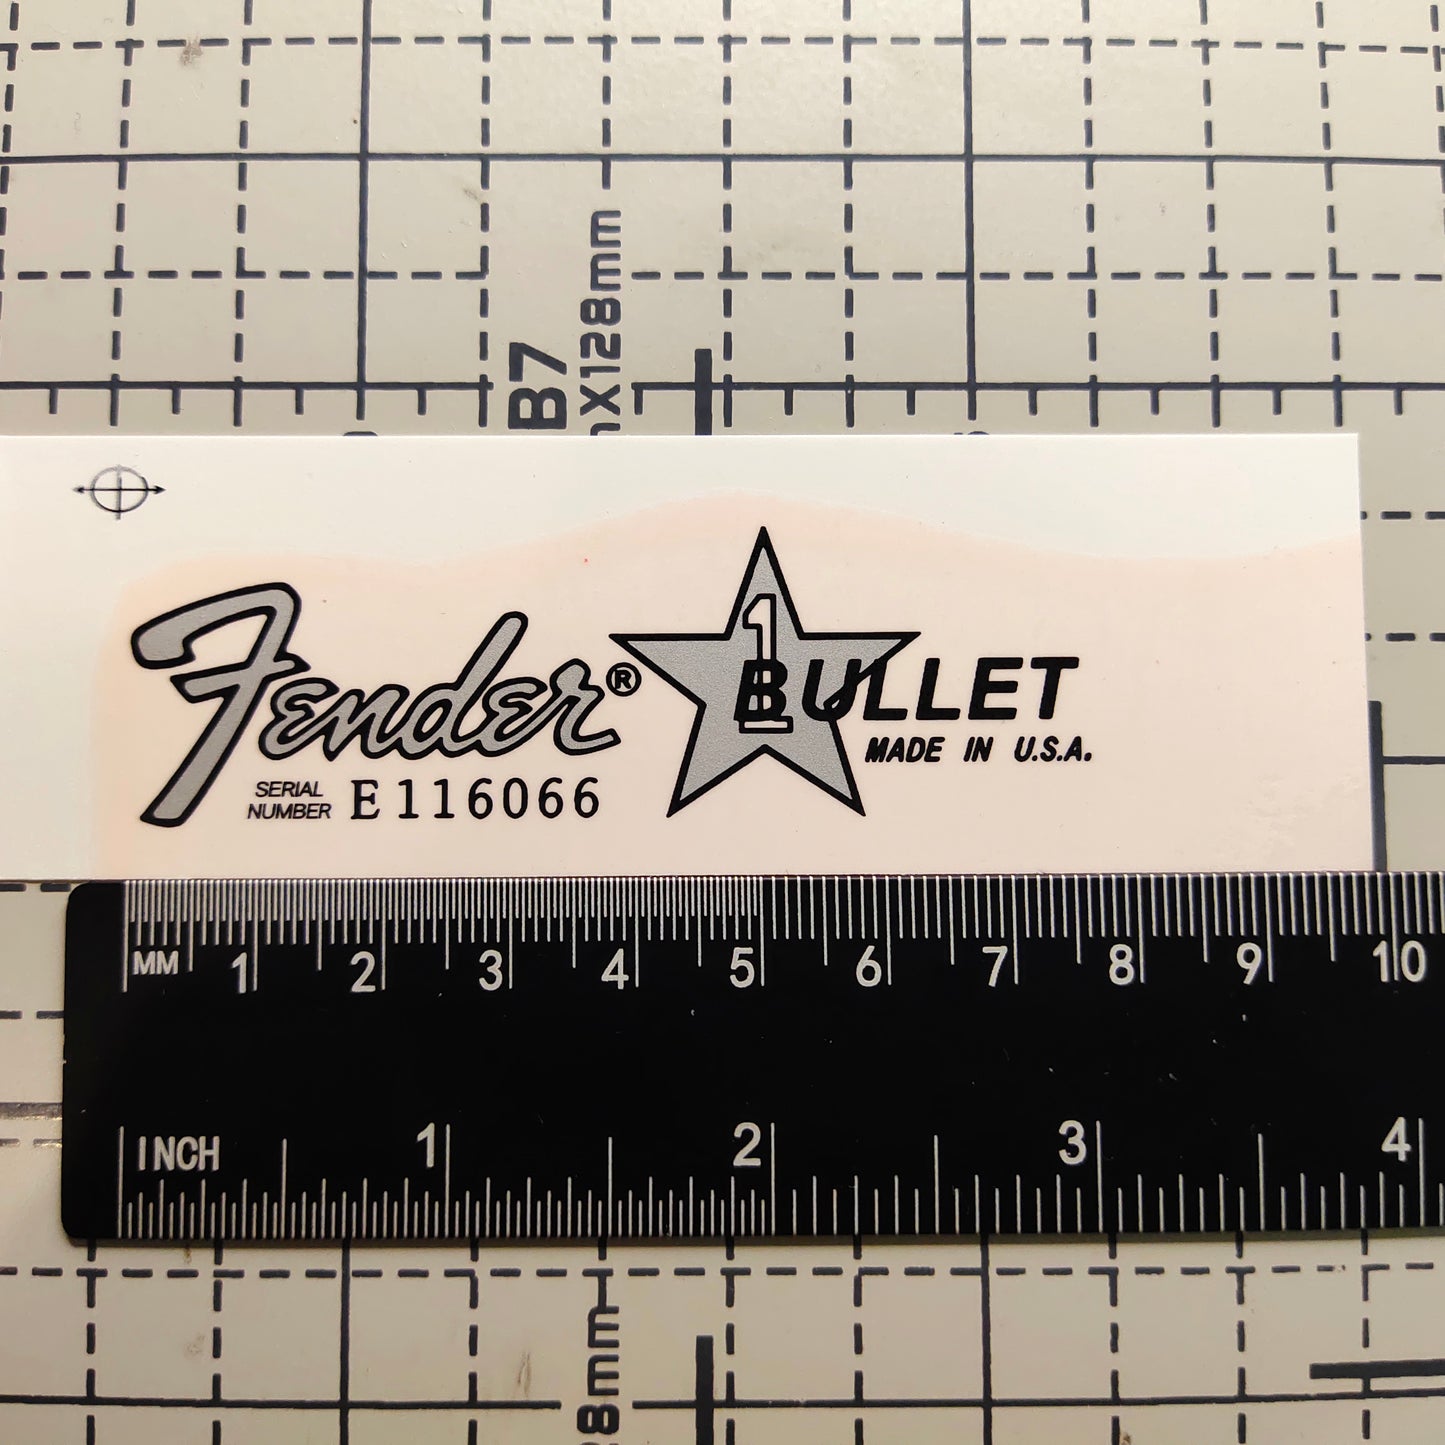 B7
X128mm
Fender®
1
BULLET
MADE IN U.S.A.
SERIAL
NUMBER E116066
MM 1 2 3 4 5 6 7 8 9 10
INCH 1 2 3 4
8mm